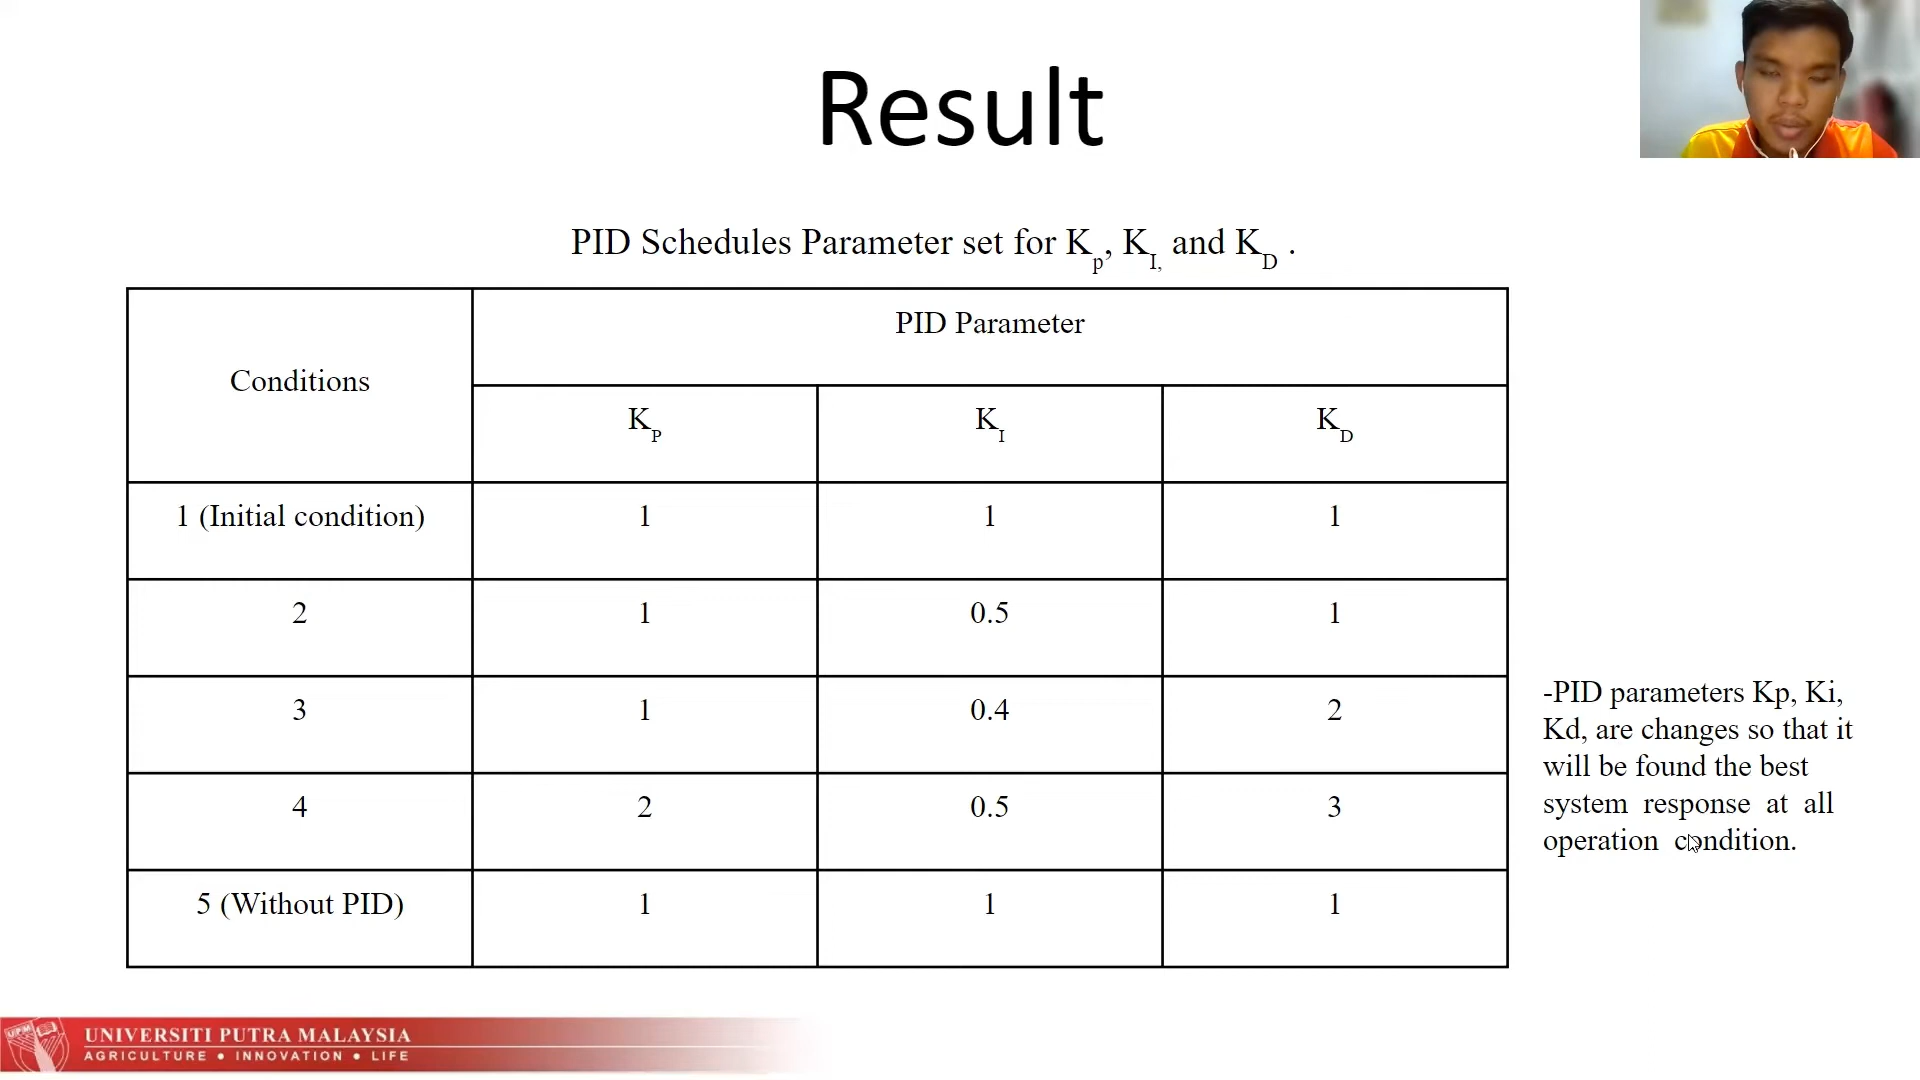 Result
PID Schedules Parameter set for Kp, KI, and KD .
Conditions
PID Parameter
KP KI KD
1 (Initial condition) 1 1 1
2 1 0.5 1
3 1 0.4 2
4 2 0.5 3
5 (Without PID) 1 1 1
-PID parameters Kp, Ki,
Kd, are changes so that it
will be found the best
system response at all
operation condition.
UPM
UNIVERSITI PUTRA MALAYSIA
AGRICULTURE ● INNOVATION ● LIFE